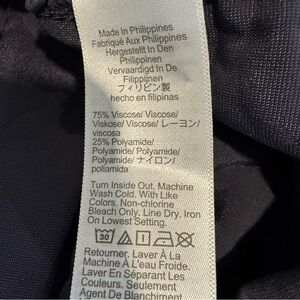 Made In Philippines
Fabriqué Aux Philippines
Hergestellt In Den
Philippinen
Vervaardigd In De
Filippijnen
フィリピン製
hecho en filipinas
75% Viscose/ Viscose/
Viskose/ Viscose/ レーヨン/
viscosa
25% Poliamide/
Polyamide/ Polyamide/
Polyamide/ ナイロン/
poliamida
Turn Inside Out. Machine
Wash Cold. With Like
Colors. Non-chlorine
Bleach Only. Line Dry. Iron
On Lowest Setting.
30
Retourner. Laver À La
Machine À L'eau Froide.
Laver En Séparant Les
Couleurs. Seulement
Agent De Blanchiment